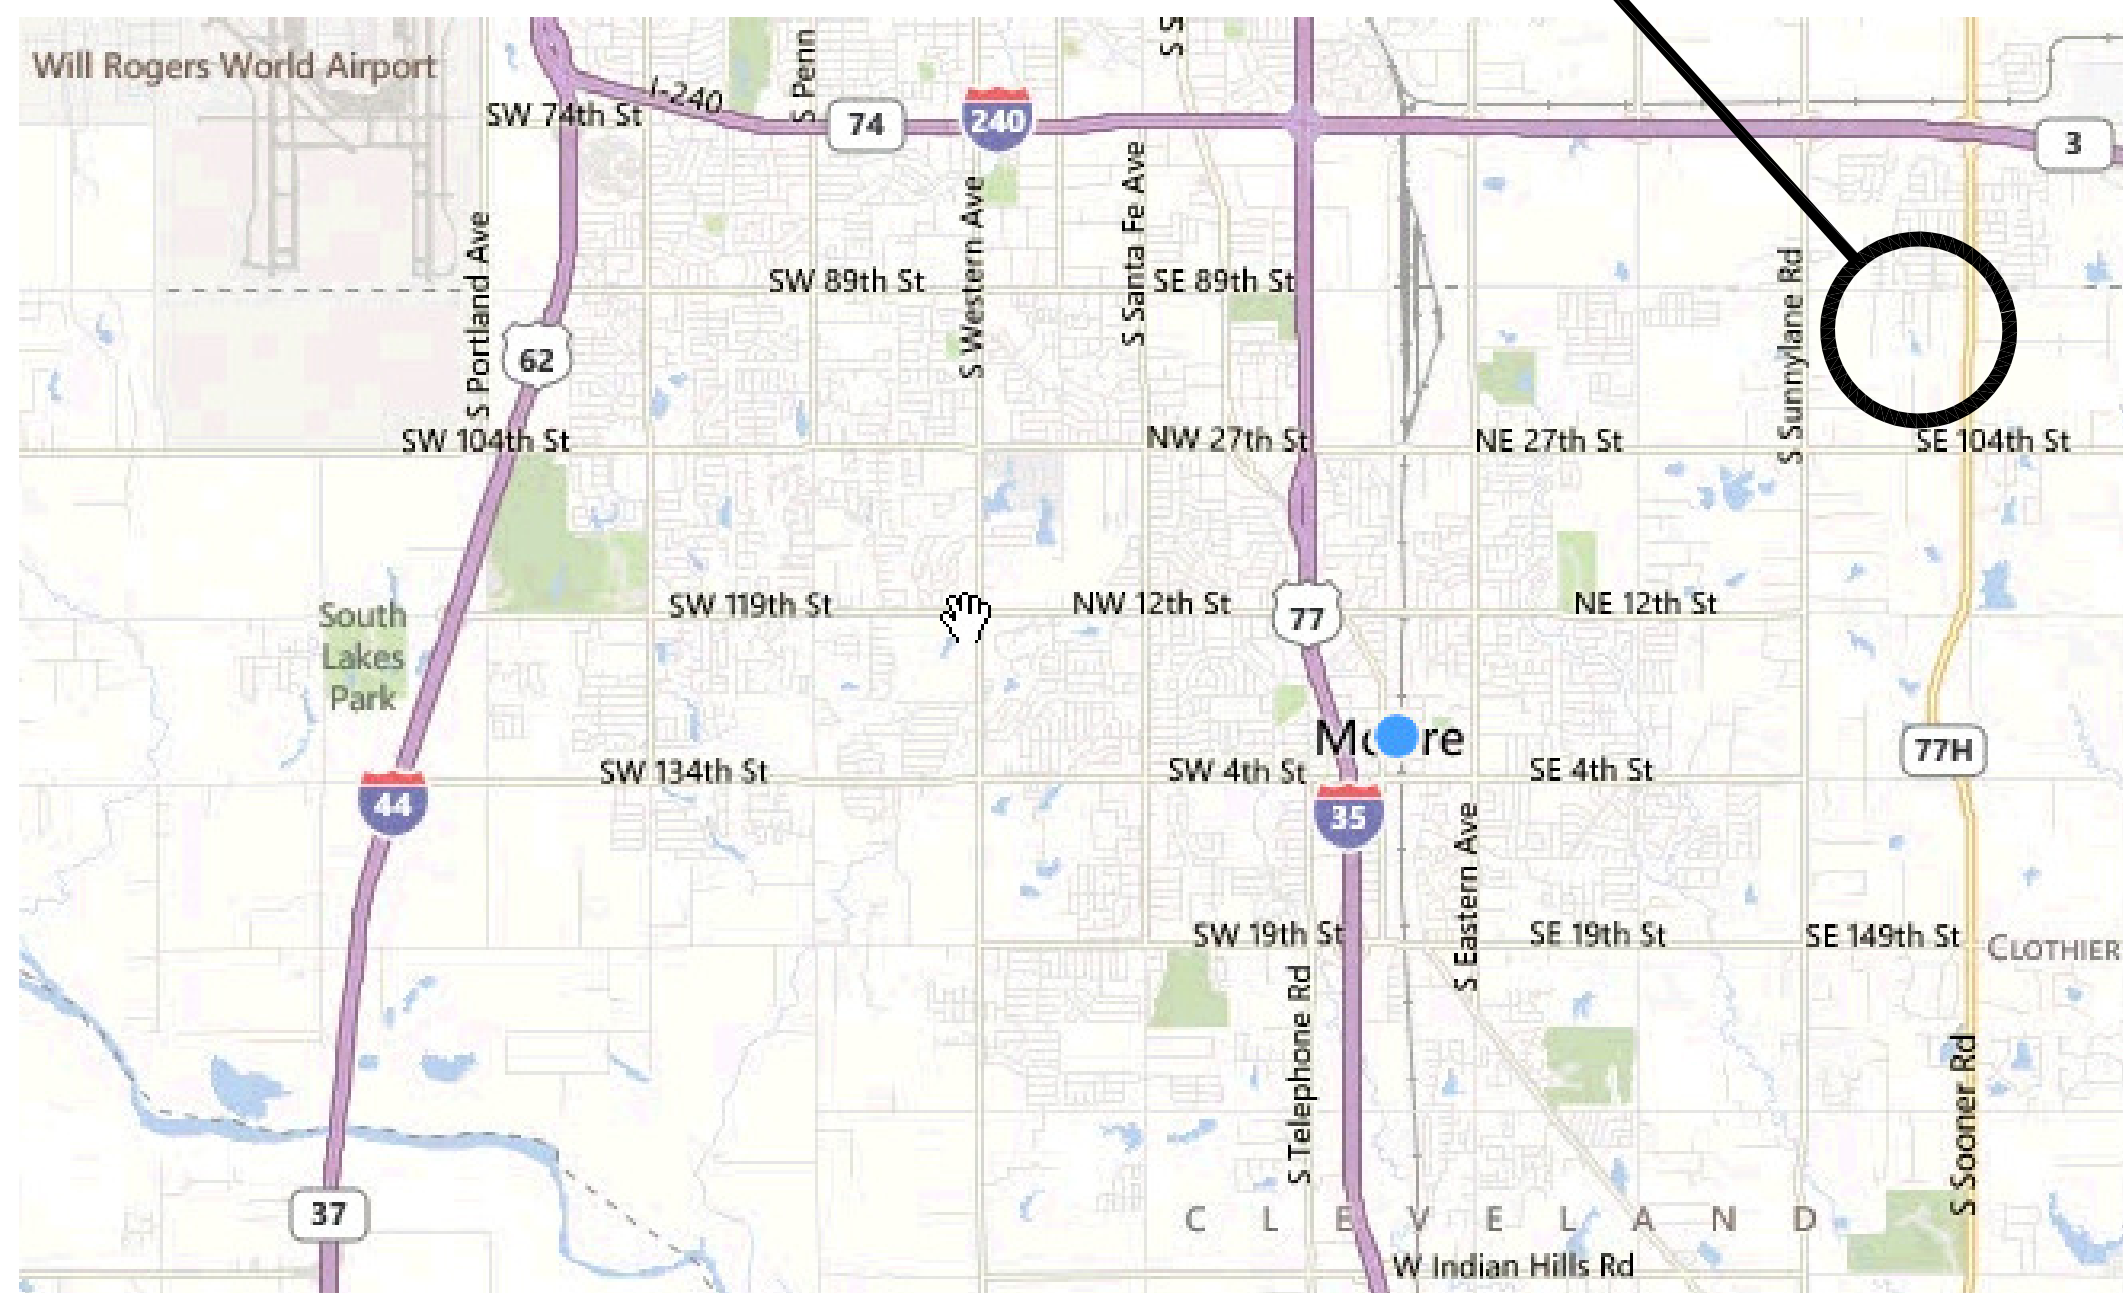 Will Rogers World Airport
S Penn
S S
I-240
SW 74th St
74
240
3
S Portland Ave
S Western Ave
S Santa Fe Ave
SW 89th St
SE 89th St
S Sunnylane Rd
62
SW 104th St
NW 27th St
NE 27th St
SE 104th St
South
Lakes
Park
SW 119th St
NW 12th St
77
NE 12th St
77H
SW 134th St
SW 4th St
SE 4th St
44
35
S Eastern Ave
SW 19th St
SE 19th St
SE 149th St
CLOTHIER
S Telephone Rd
S Sooner Rd
37
CLEVELAND
W Indian Hills Rd